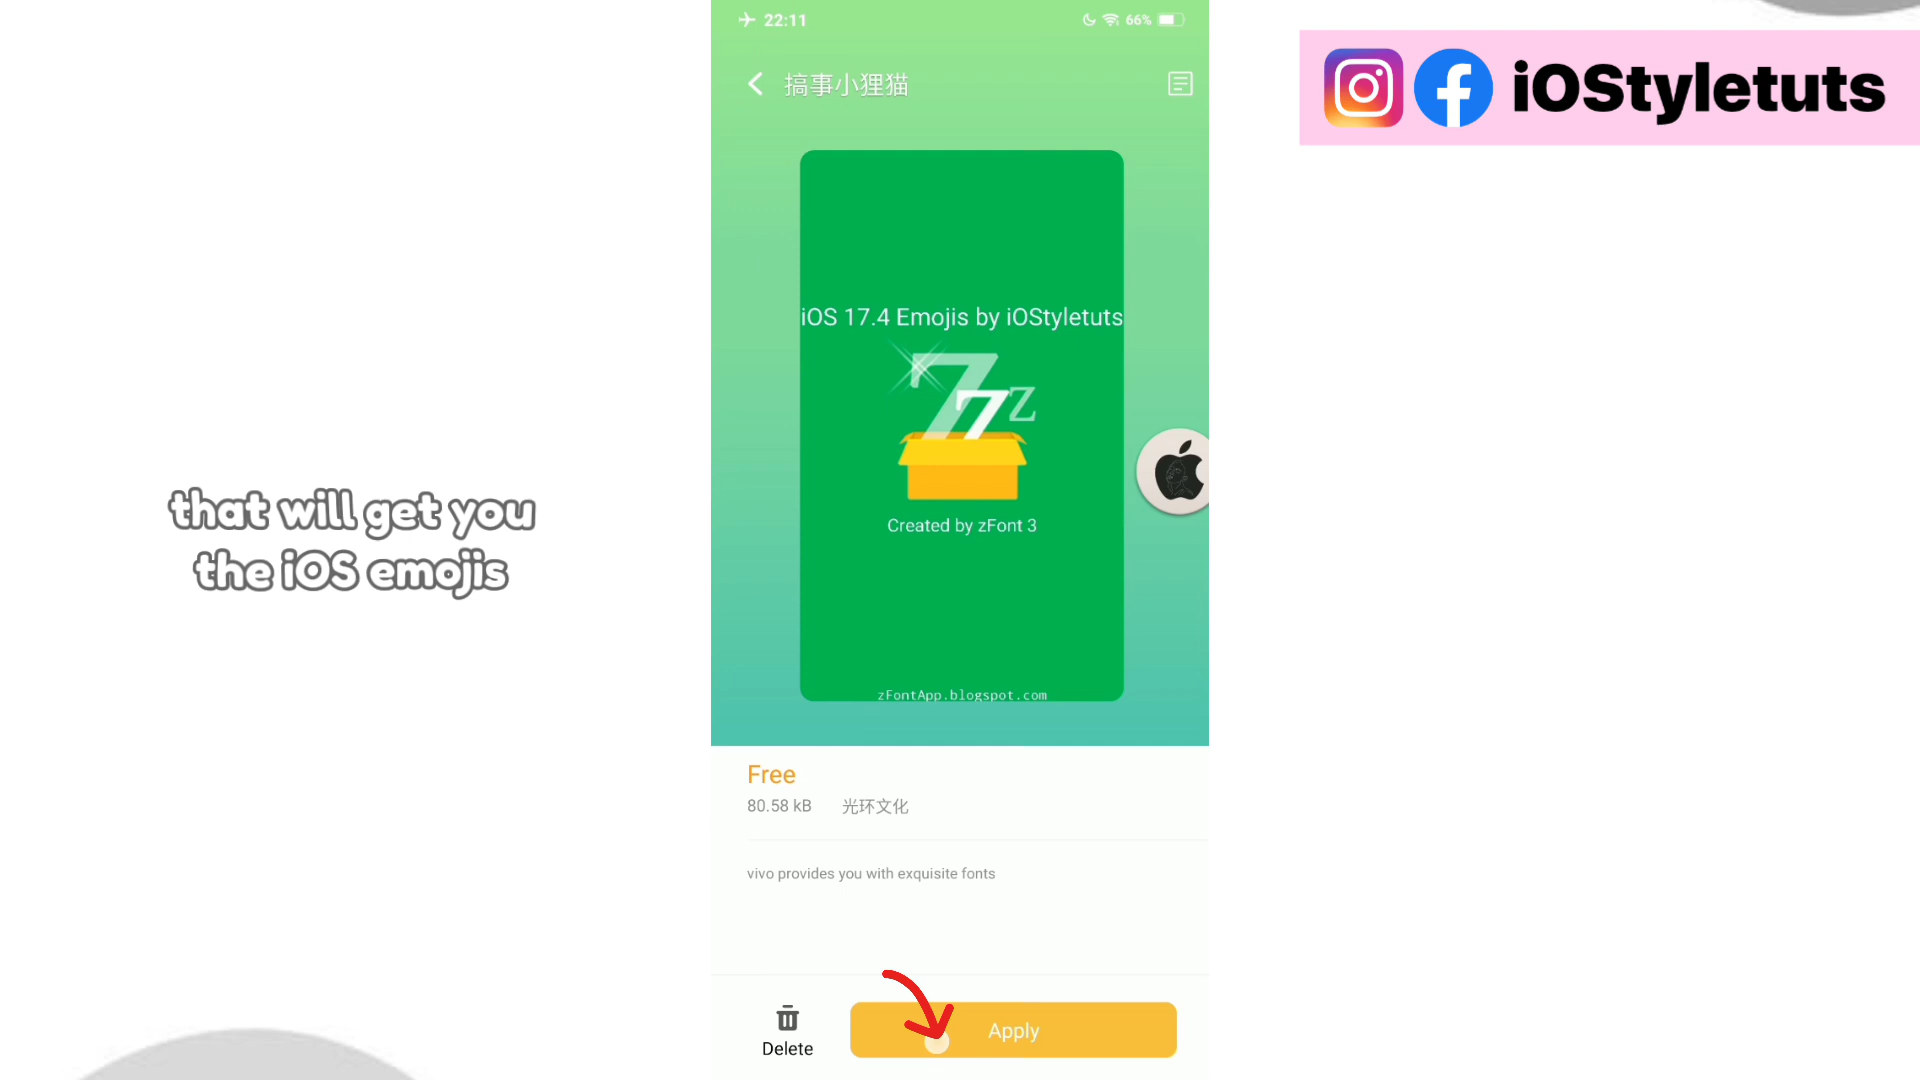 22:11
66%
搞事小狸猫
iOStyletuts
iOS 17.4 Emojis by iOStyletuts
Created by zFont 3
zFontApp.blogspot.com
that will get you
the iOS emojis
Free
80.58 kB 光环文化
vivo provides you with exquisite fonts
Delete
Apply